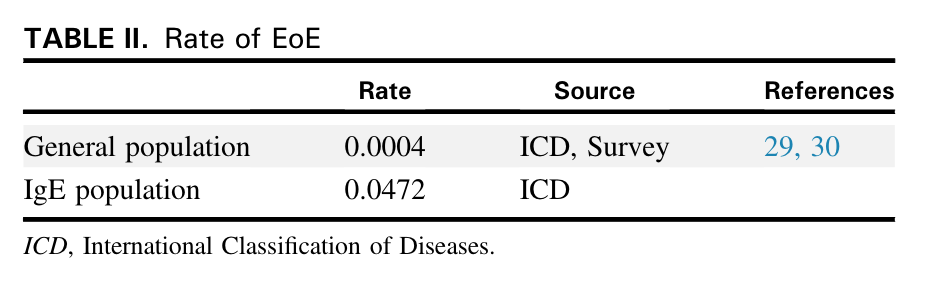 TABLE II. Rate of EoE
Rate Source References
General population 0.0004 ICD, Survey 29, 30
IgE population 0.0472 ICD
ICD, International Classification of Diseases.